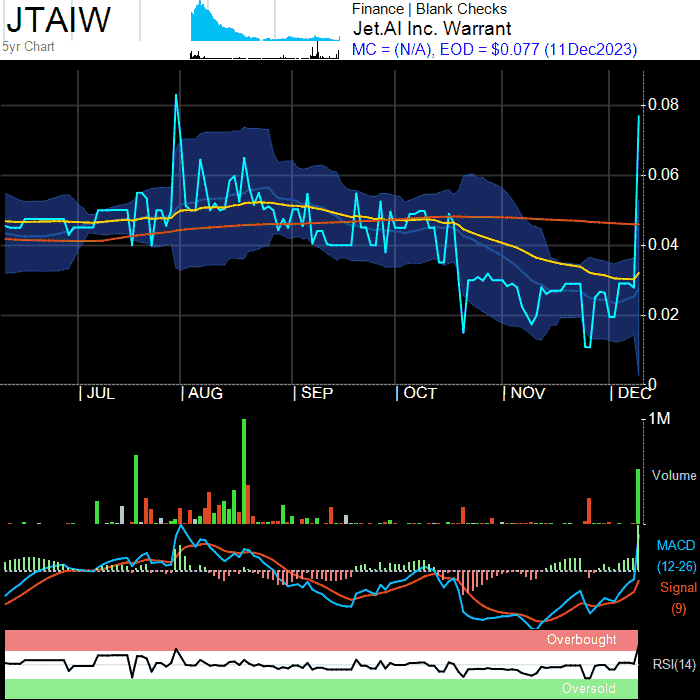 JTAIW
5yr Chart
Finance | Blank Checks
Jet.AI Inc. Warrant
MC = (N/A), EOD = $0.077 (11Dec2023)
0.08
0.06
0.04
0.02
0
| JUL | AUG | SEP | OCT | NOV | DEC
1M
Volume
MACD
(12-26)
Signal
(9)
Overbought
RSI(14)
Oversold